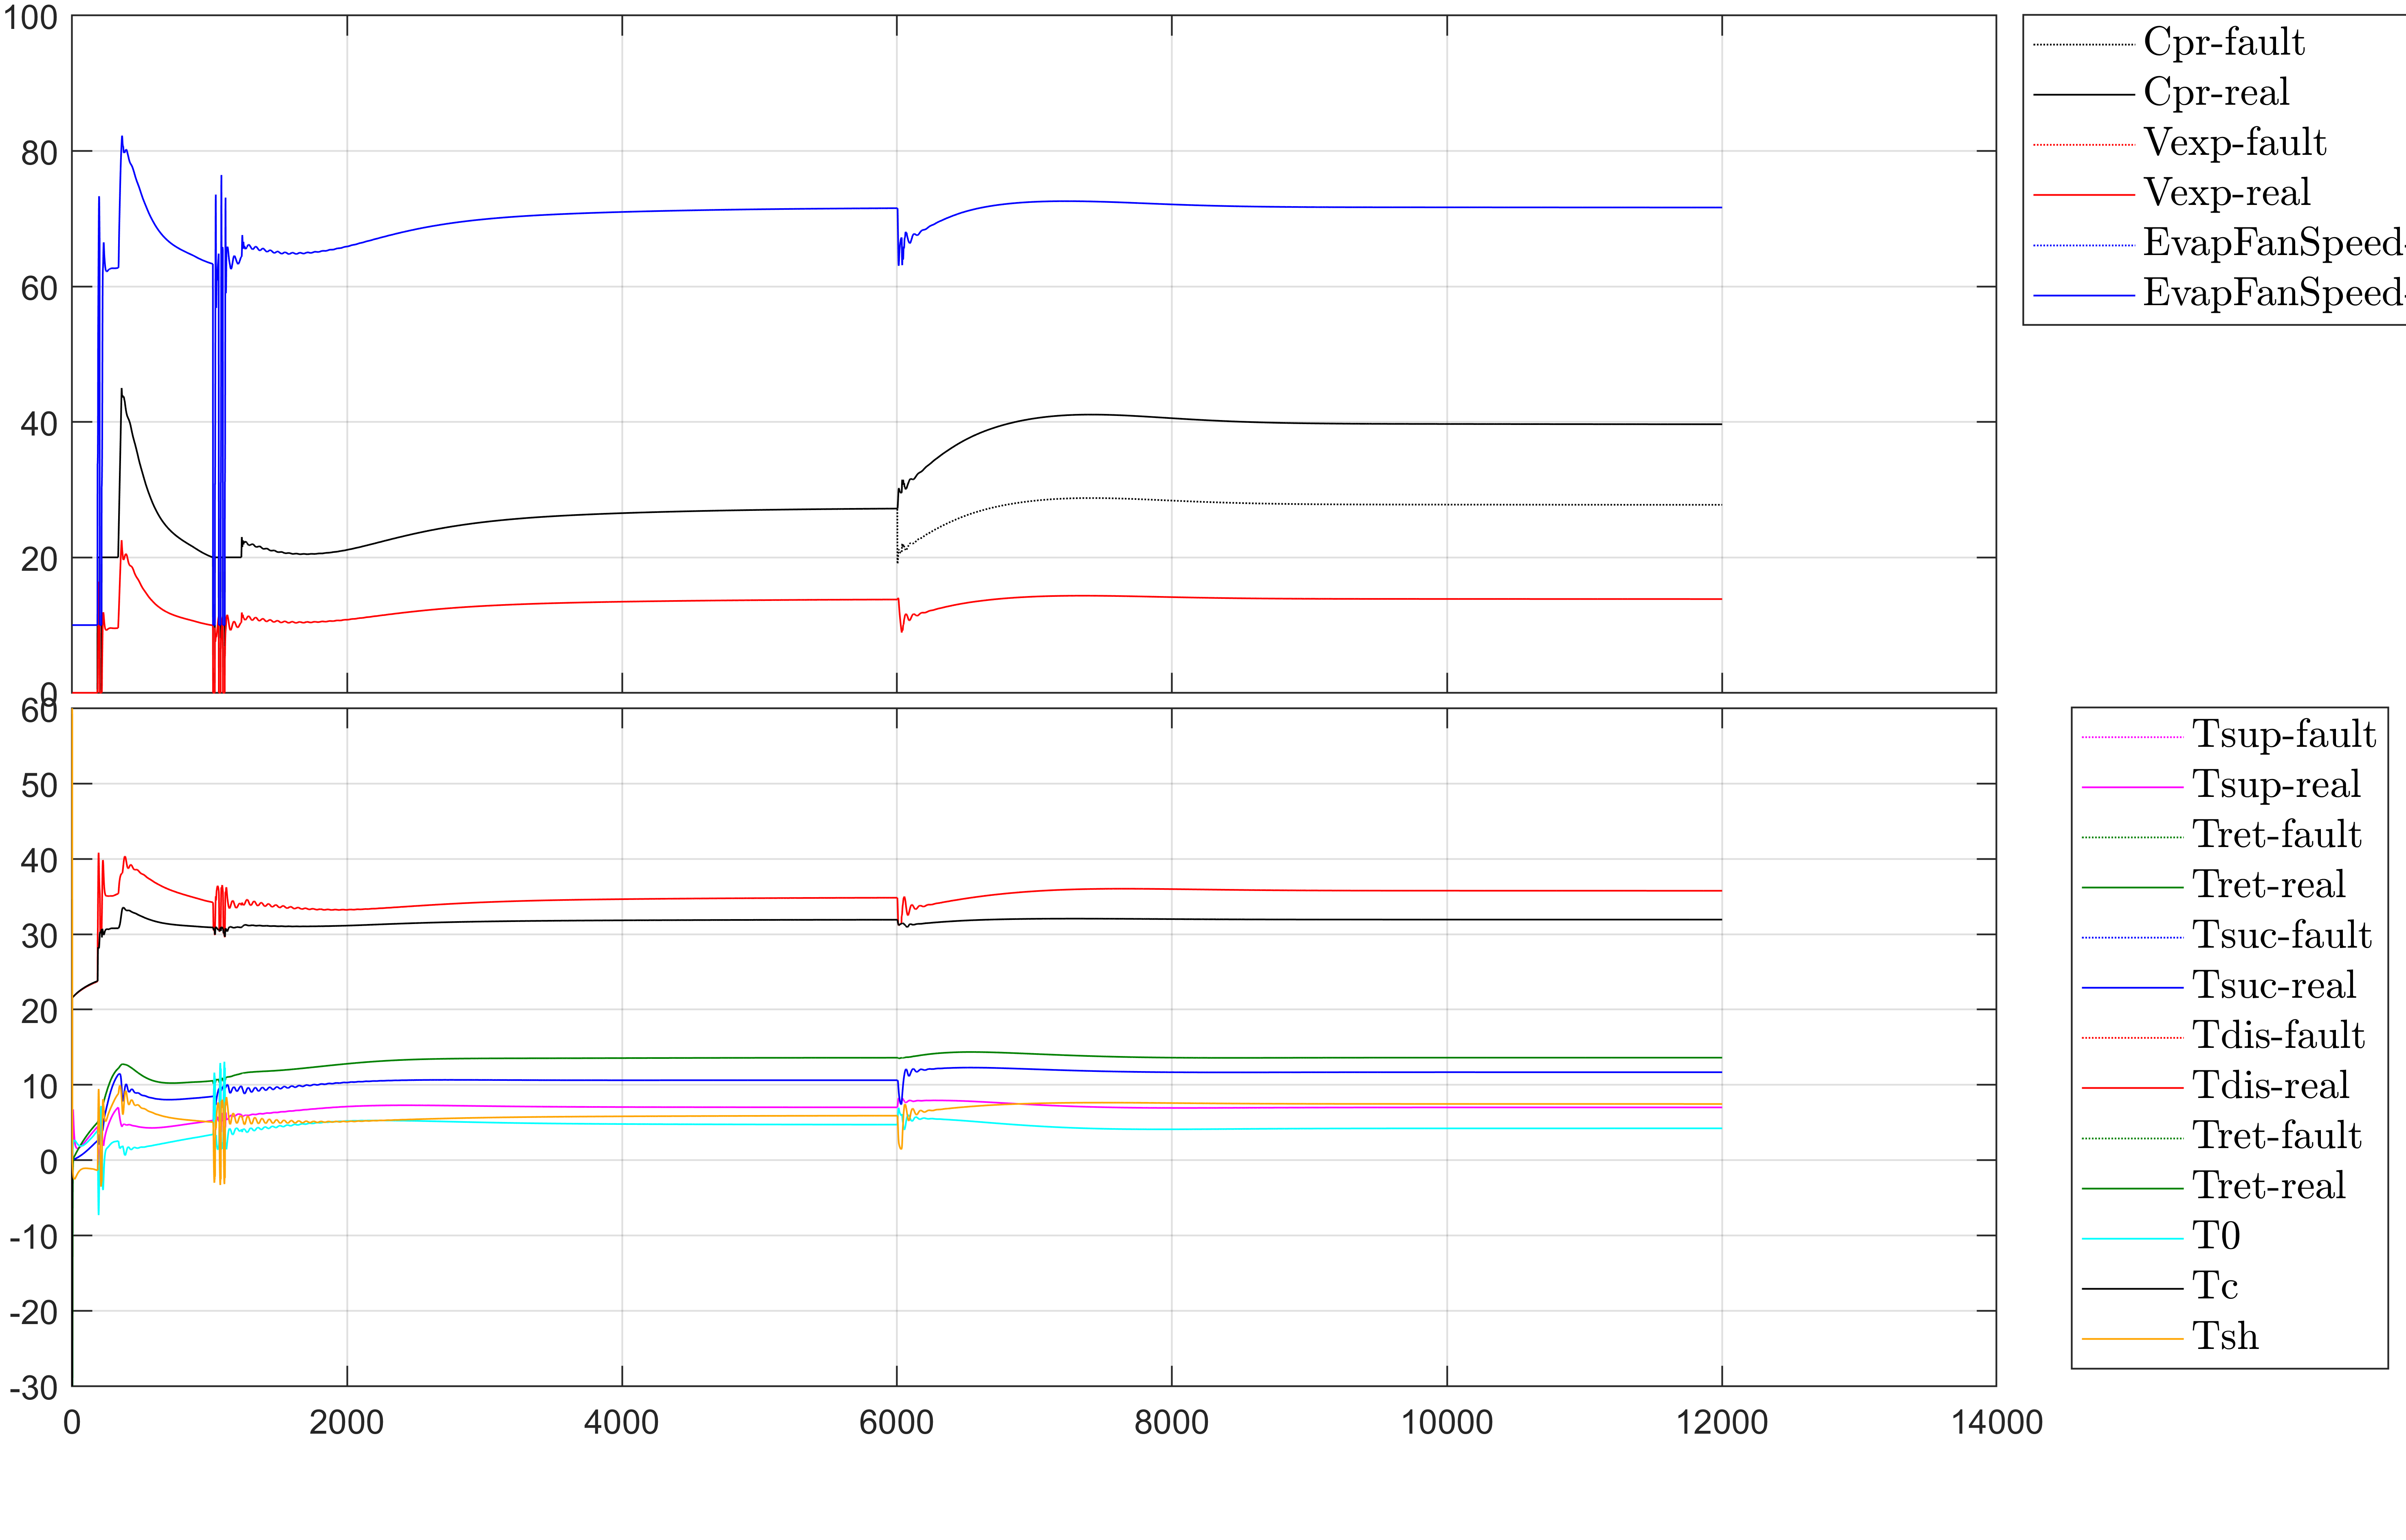 100
80
60
40
20
0
Cpr-fault
Cpr-real
Vexp-fault
Vexp-real
EvapFanSpeed-
EvapFanSpeed-
60
50
40
30
20
10
0
-10
-20
-30
0 2000 4000 6000 8000 10000 12000 14000
Tsup-fault
Tsup-real
Tret-fault
Tret-real
Tsuc-fault
Tsuc-real
Tdis-fault
Tdis-real
Tret-fault
Tret-real
T0
Tc
Tsh